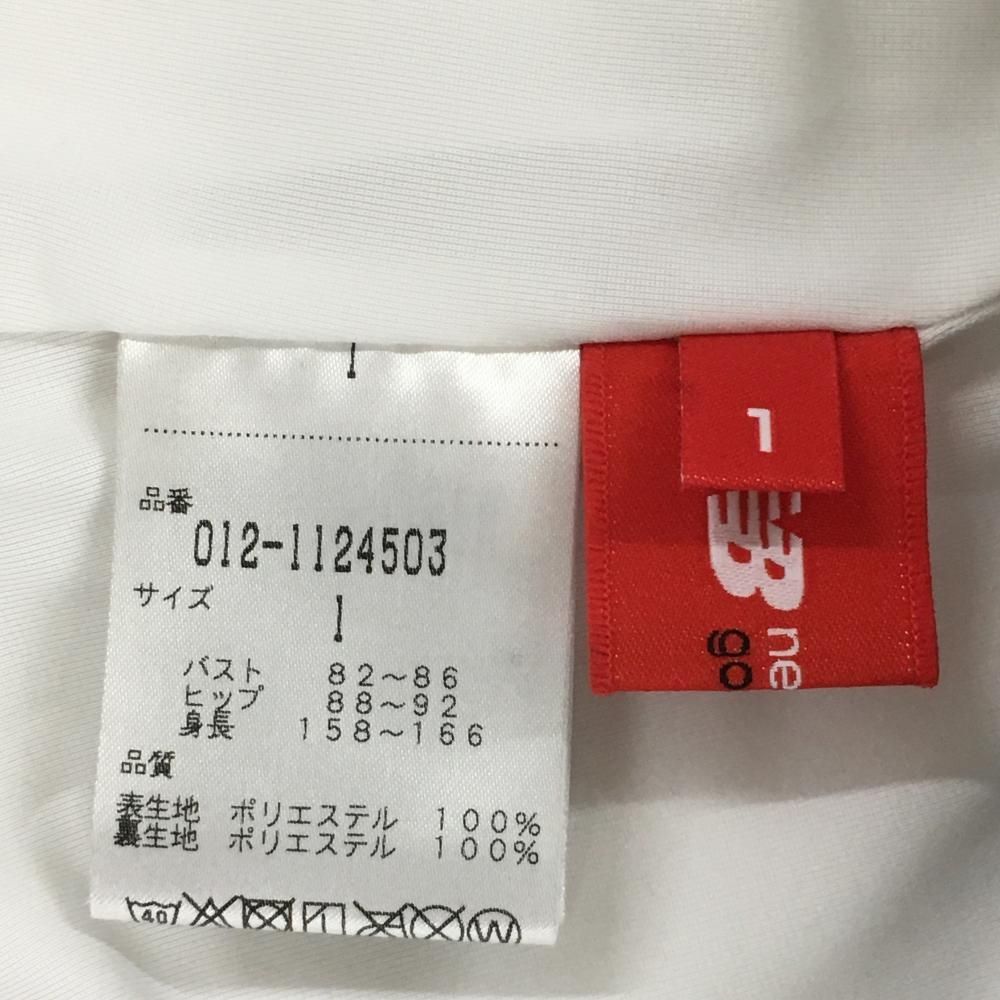 1
品番
012-1124503
サイズ
1
バスト 82～86
ヒップ 88～92
身長 158～166
品質
表生地 ポリエステル 100%
裏生地 ポリエステル 100%
40
W
1
NB
ne
go